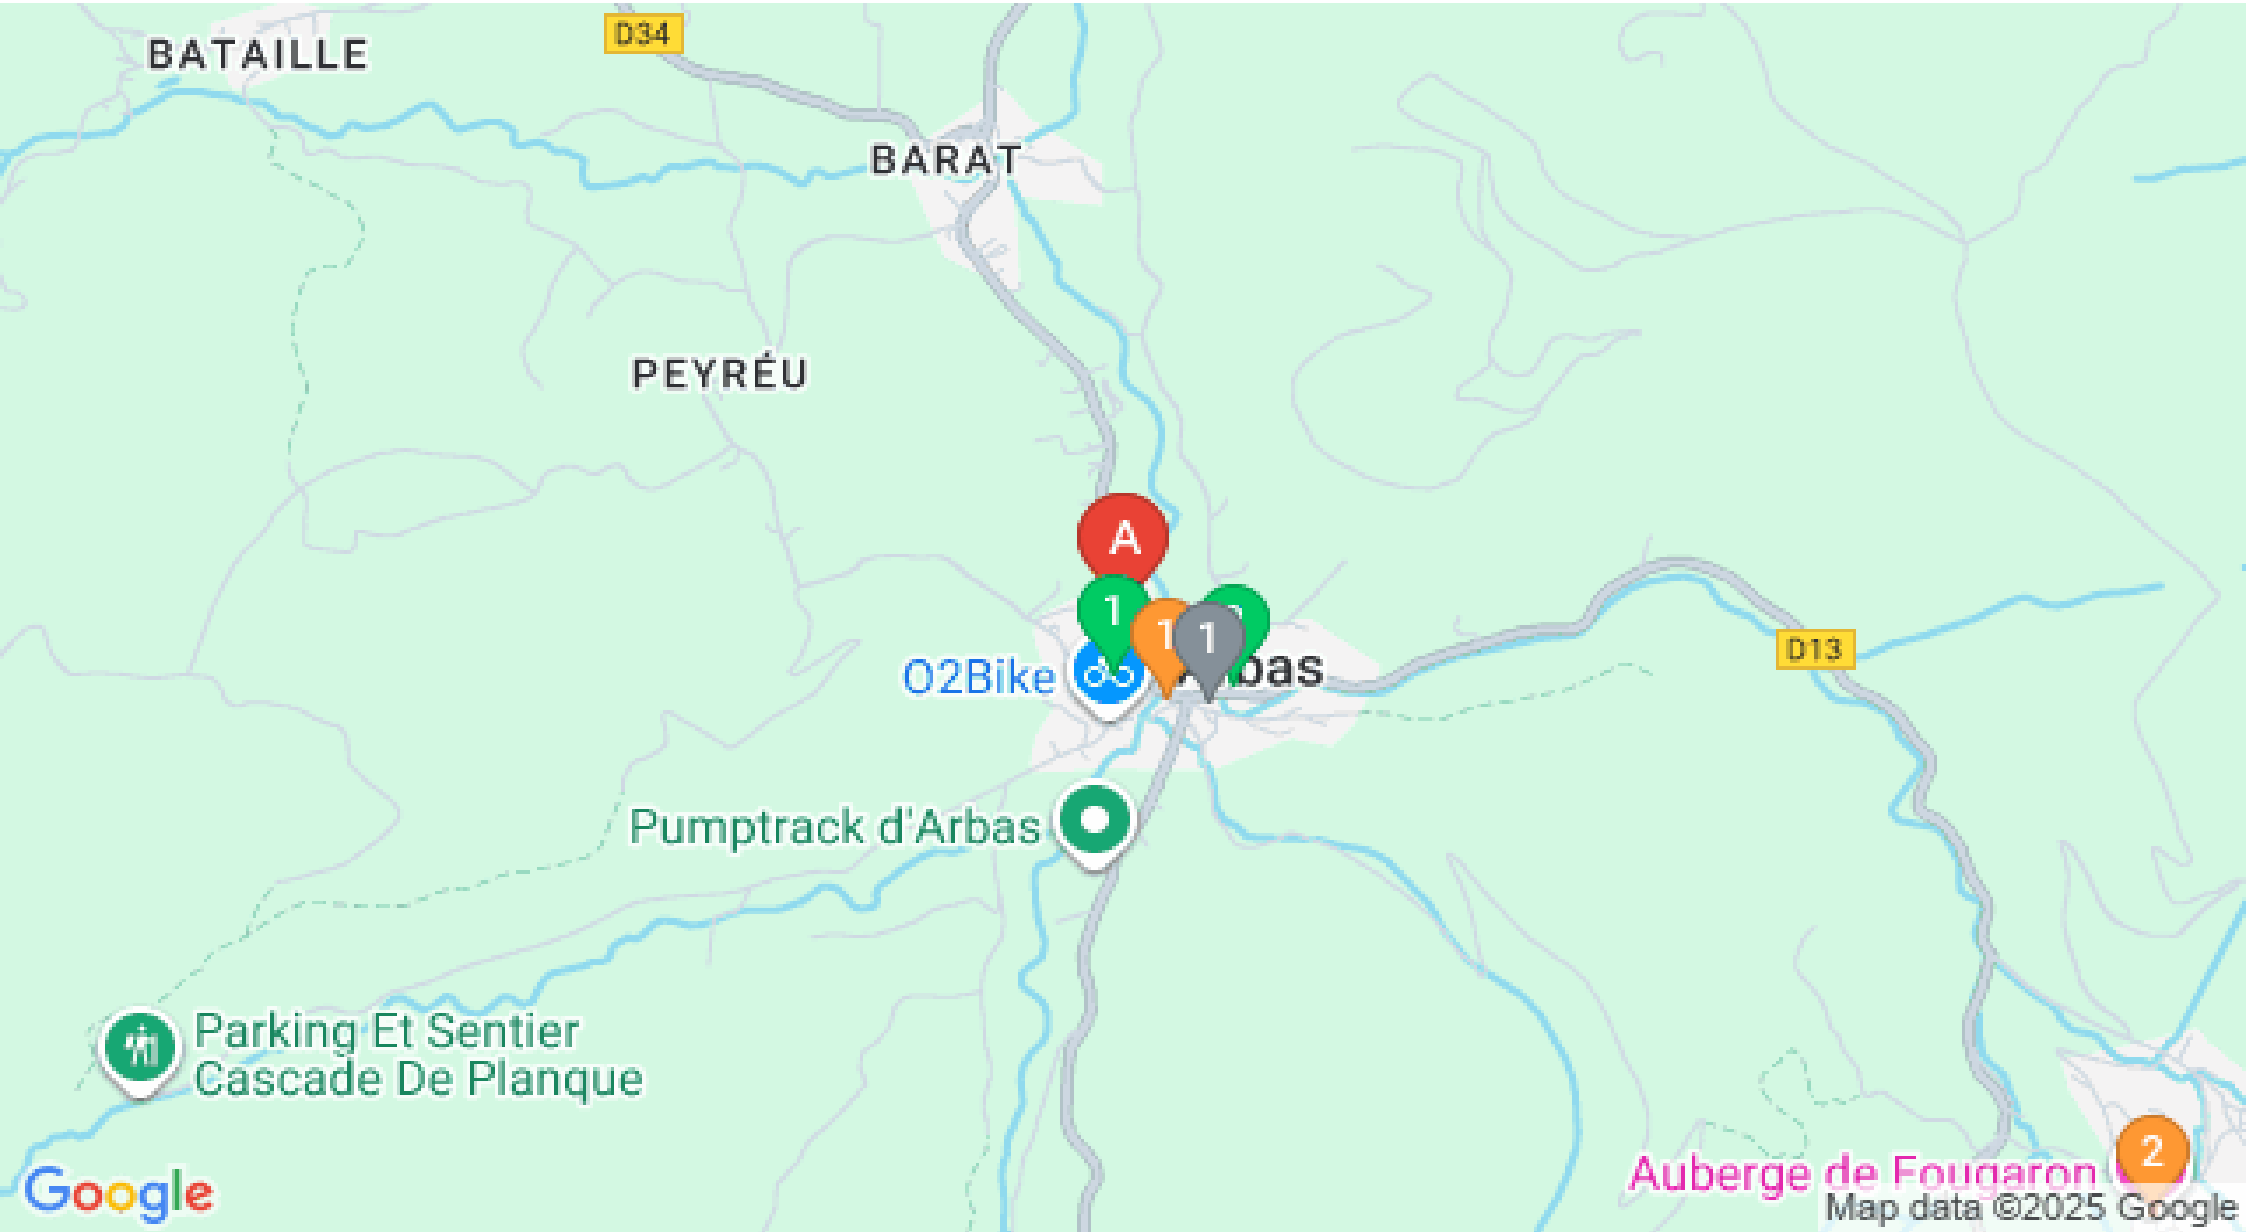 BATAILLE
D34
BARAT
PEYRÉU
A
1
1
1
O2Bike
bas
D13
Pumptrack d'Arbas
Parking Et Sentier
Cascade De Planque
2
Auberge de Fougaron
Google
Map data ©2025 Google